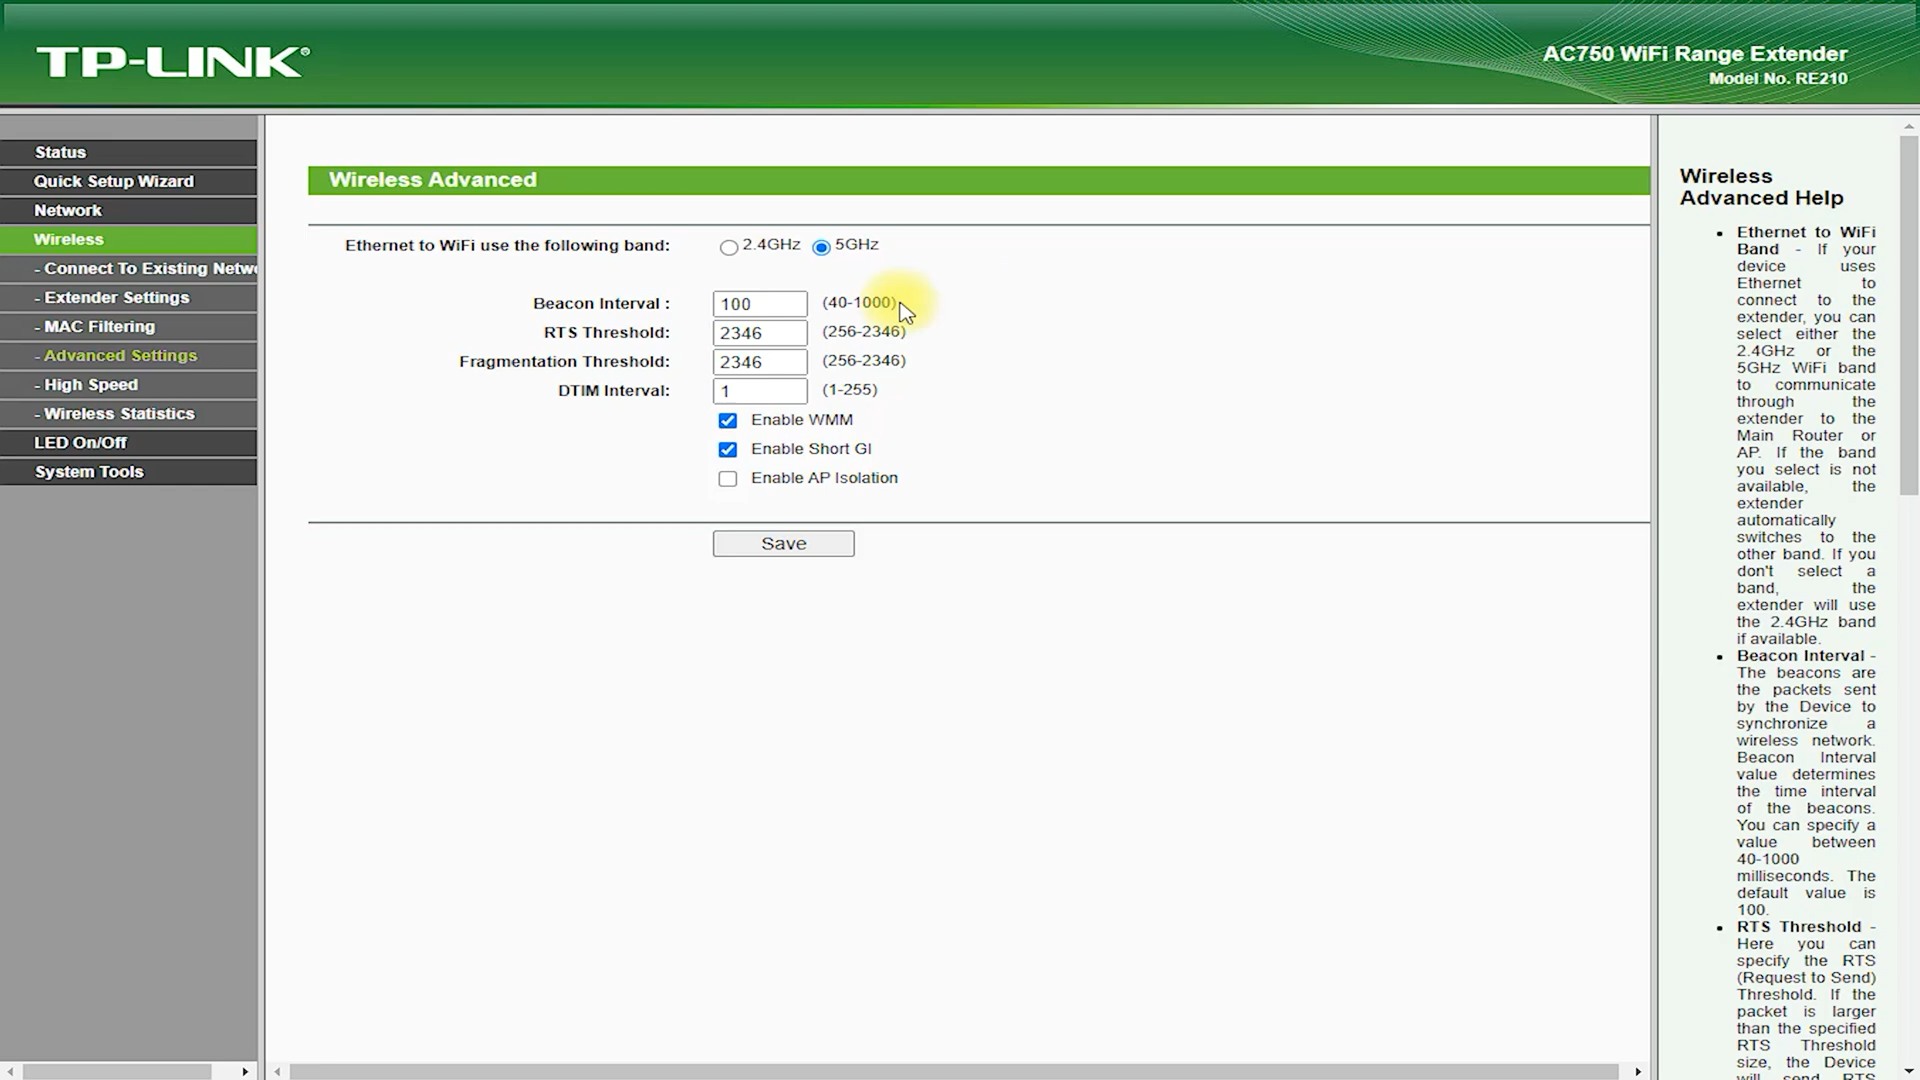 TP-LINK®
AC750 WiFi Range Extender
Model No. RE210
Status
Quick Setup Wizard
Network
Wireless
- Connect To Existing Netwo
- Extender Settings
- MAC Filtering
- Advanced Settings
- High Speed
- Wireless Statistics
LED On/Off
System Tools
Wireless Advanced
Ethernet to WiFi use the following band: 2.4GHz 5GHz
Beacon Interval : 100 (40-1000)
RTS Threshold: 2346 (256-2346)
Fragmentation Threshold: 2346 (256-2346)
DTIM Interval: 1 (1-255)
Enable WMM
Enable Short GI
Enable AP Isolation
Save
Wireless
Advanced Help
• Ethernet to WiFi
Band - If your
device uses
Ethernet to
connect to the
extender, you can
select either the
2.4GHz or the
5GHz WiFi band
to communicate
through the
extender to the
Main Router or
AP. If the band
you select is not
available, the
extender
automatically
switches to the
other band. If you
don't select a
band, the
extender will use
the 2.4GHz band
if available.
• Beacon Interval -
The beacons are
the packets sent
by the Device to
synchronize a
wireless network.
Beacon Interval
value determines
the time interval
of the beacons.
You can specify a
value between
40-1000
milliseconds. The
default value is
100.
• RTS Threshold -
Here you can
specify the RTS
(Request to Send)
Threshold. If the
packet is larger
than the specified
RTS Threshold
size, the Device
will send RTS